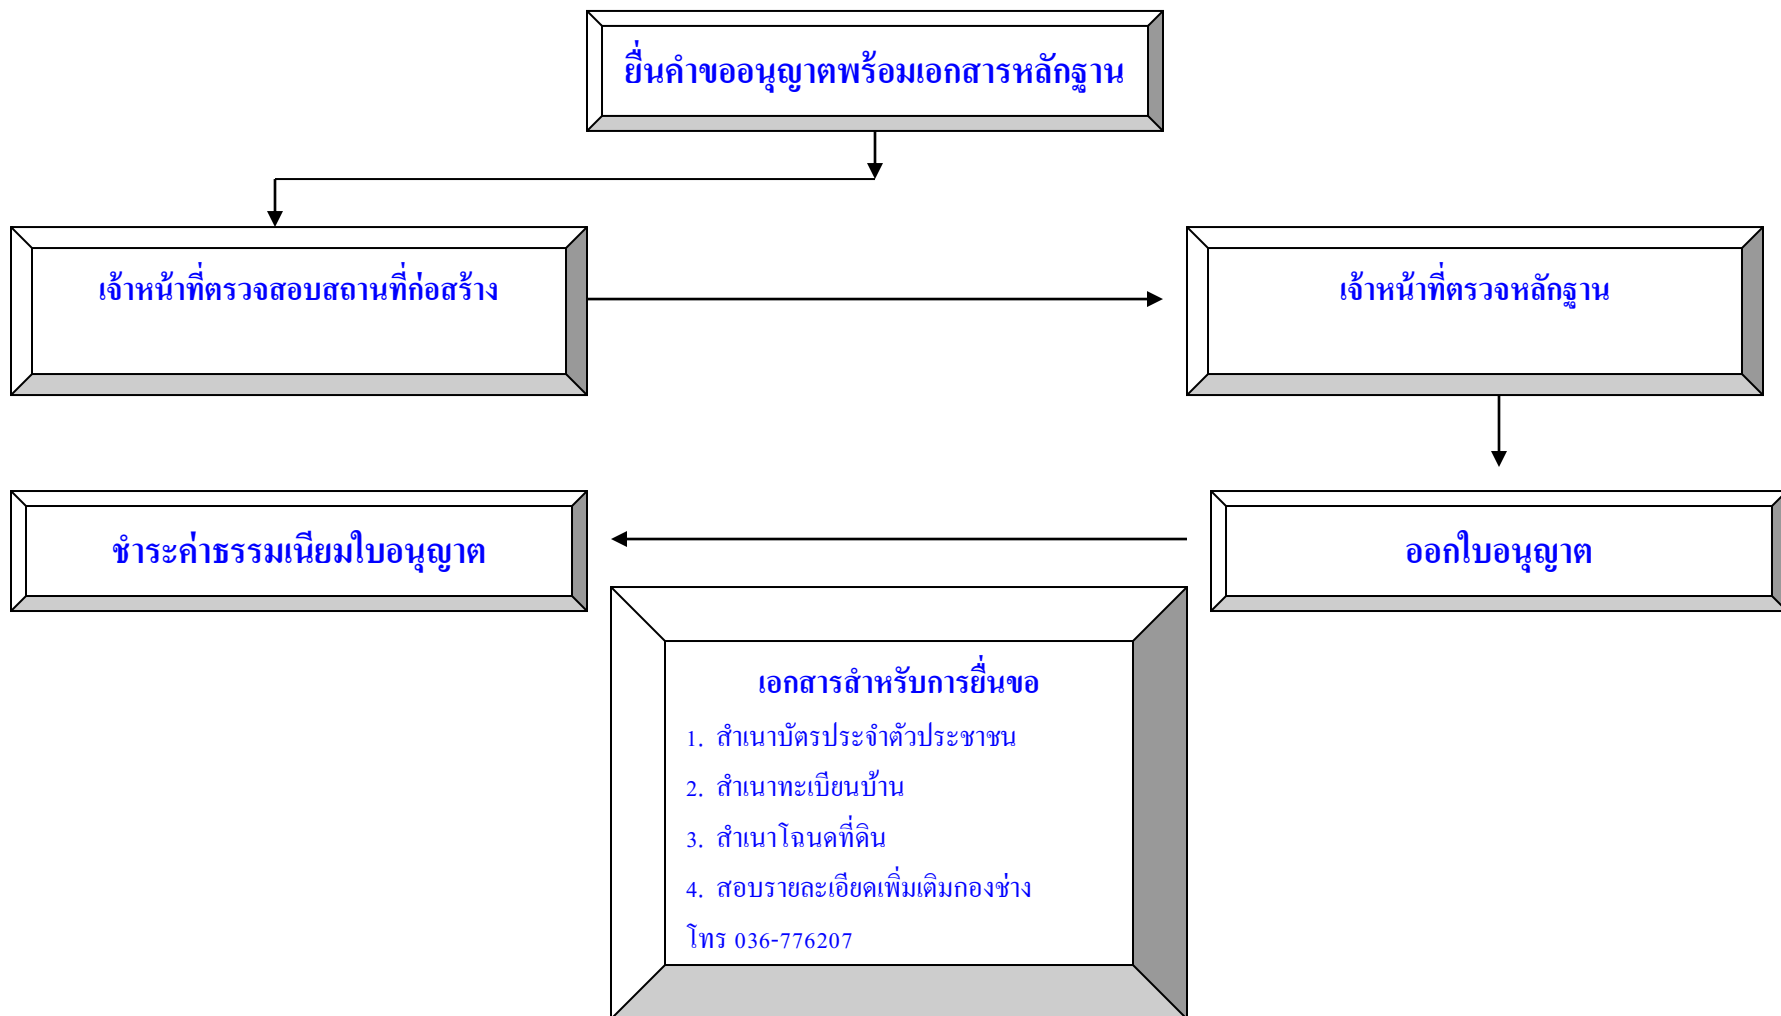 ยื่นคำขออนุญาตพร้อมเอกสารหลักฐาน
เจ้าหน้าที่ตรวจสอบสถานที่ก่อสร้าง
เจ้าหน้าที่ตรวจหลักฐาน
ชำระค่าธรรมเนียมใบอนุญาต
ออกใบอนุญาต
เอกสารสำหรับการยื่นขอ
1. สำเนาบัตรประจำตัวประชาชน
2. สำเนาทะเบียนบ้าน
3. สำเนาโฉนดที่ดิน
4. สอบรายละเอียดเพิ่มเติมกองช่าง
โทร 036-776207